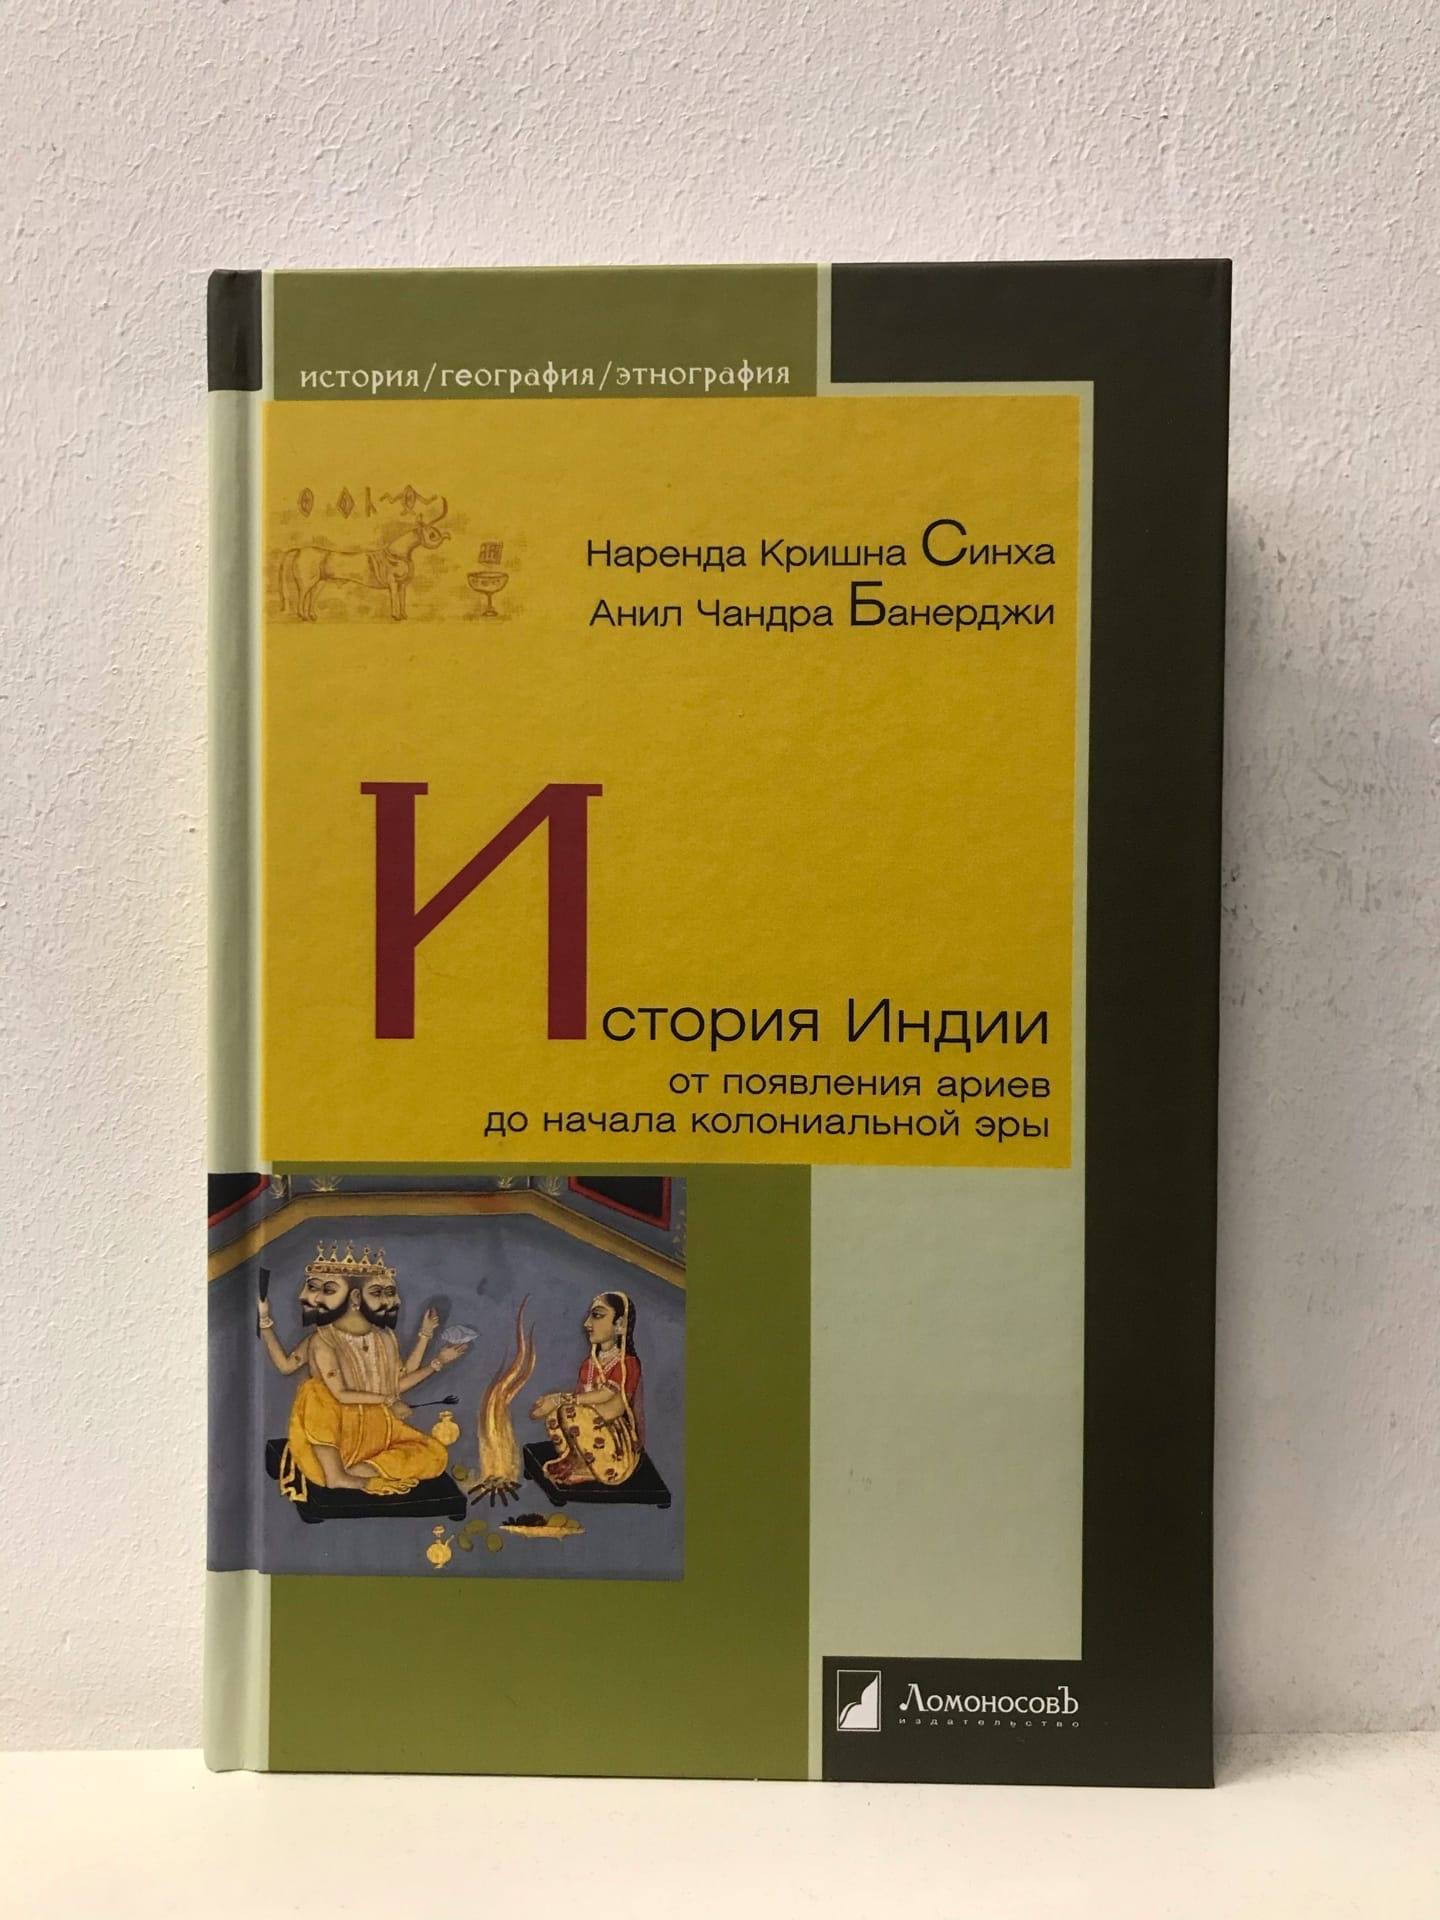 история/география/этнография
Наренда Кришна Синха
Анил Чандра Банерджи
История Индии
от появления ариев
до начала колониальной эры
ЛомоносовЪ
издательство